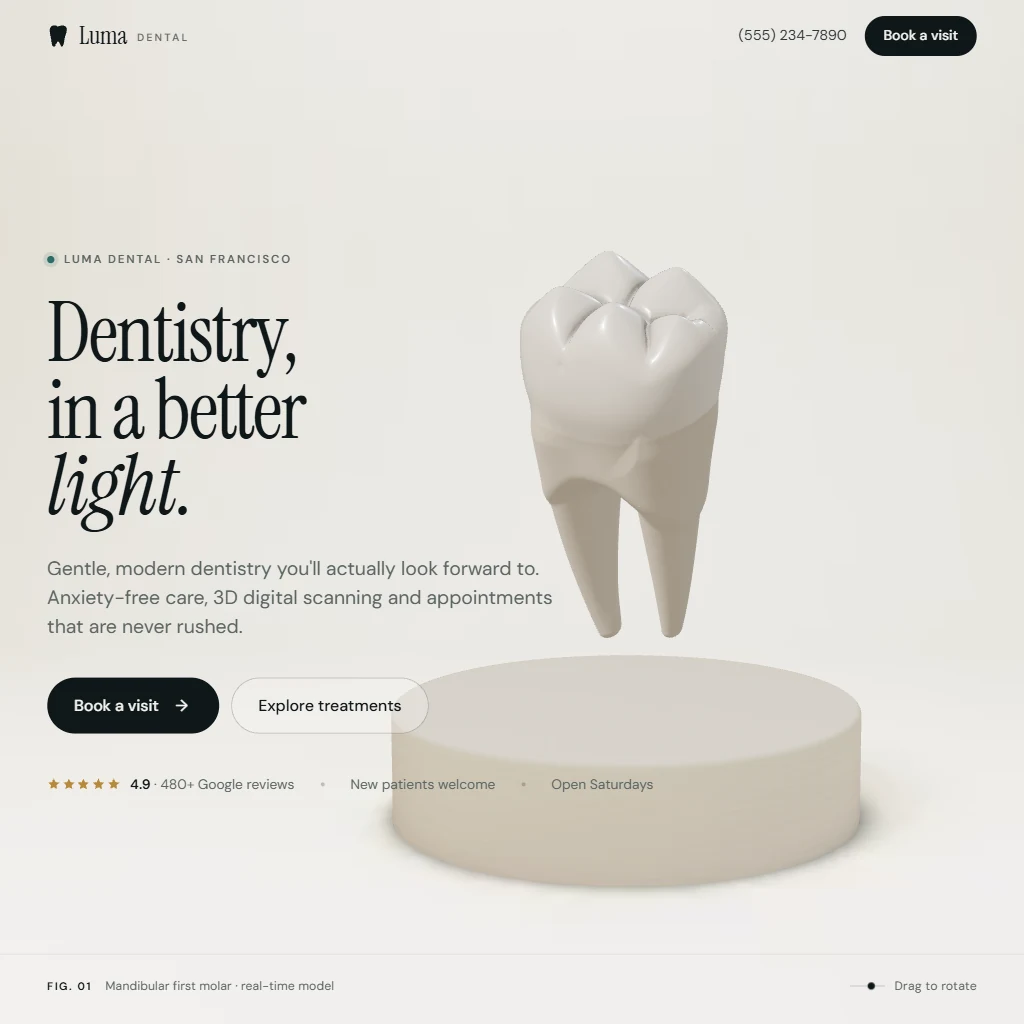 Luma DENTAL
(555) 234-7890
Book a visit
LUMA DENTAL · SAN FRANCISCO
Dentistry,
in a better
light.
Gentle, modern dentistry you'll actually look forward to.
Anxiety-free care, 3D digital scanning and appointments
that are never rushed.
Book a visit →
Explore treatments
★★★★★ 4.9 · 480+ Google reviews • New patients welcome • Open Saturdays
FIG. 01 Mandibular first molar · real-time model
Drag to rotate